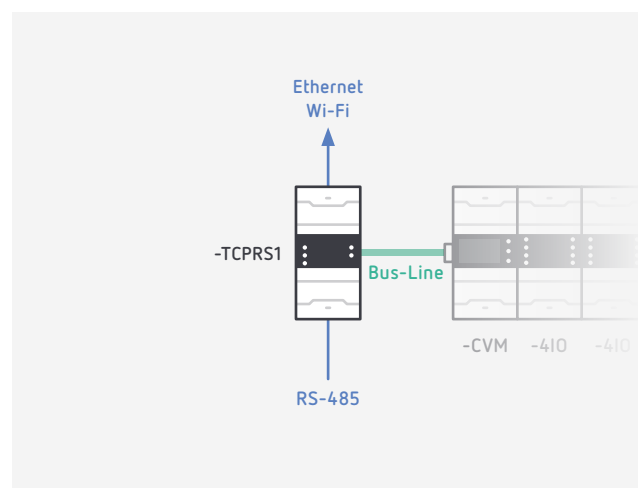 Ethernet
Wi-Fi
-TCPRS1
Bus-Line
-CVM -4IO -4IO
RS-485